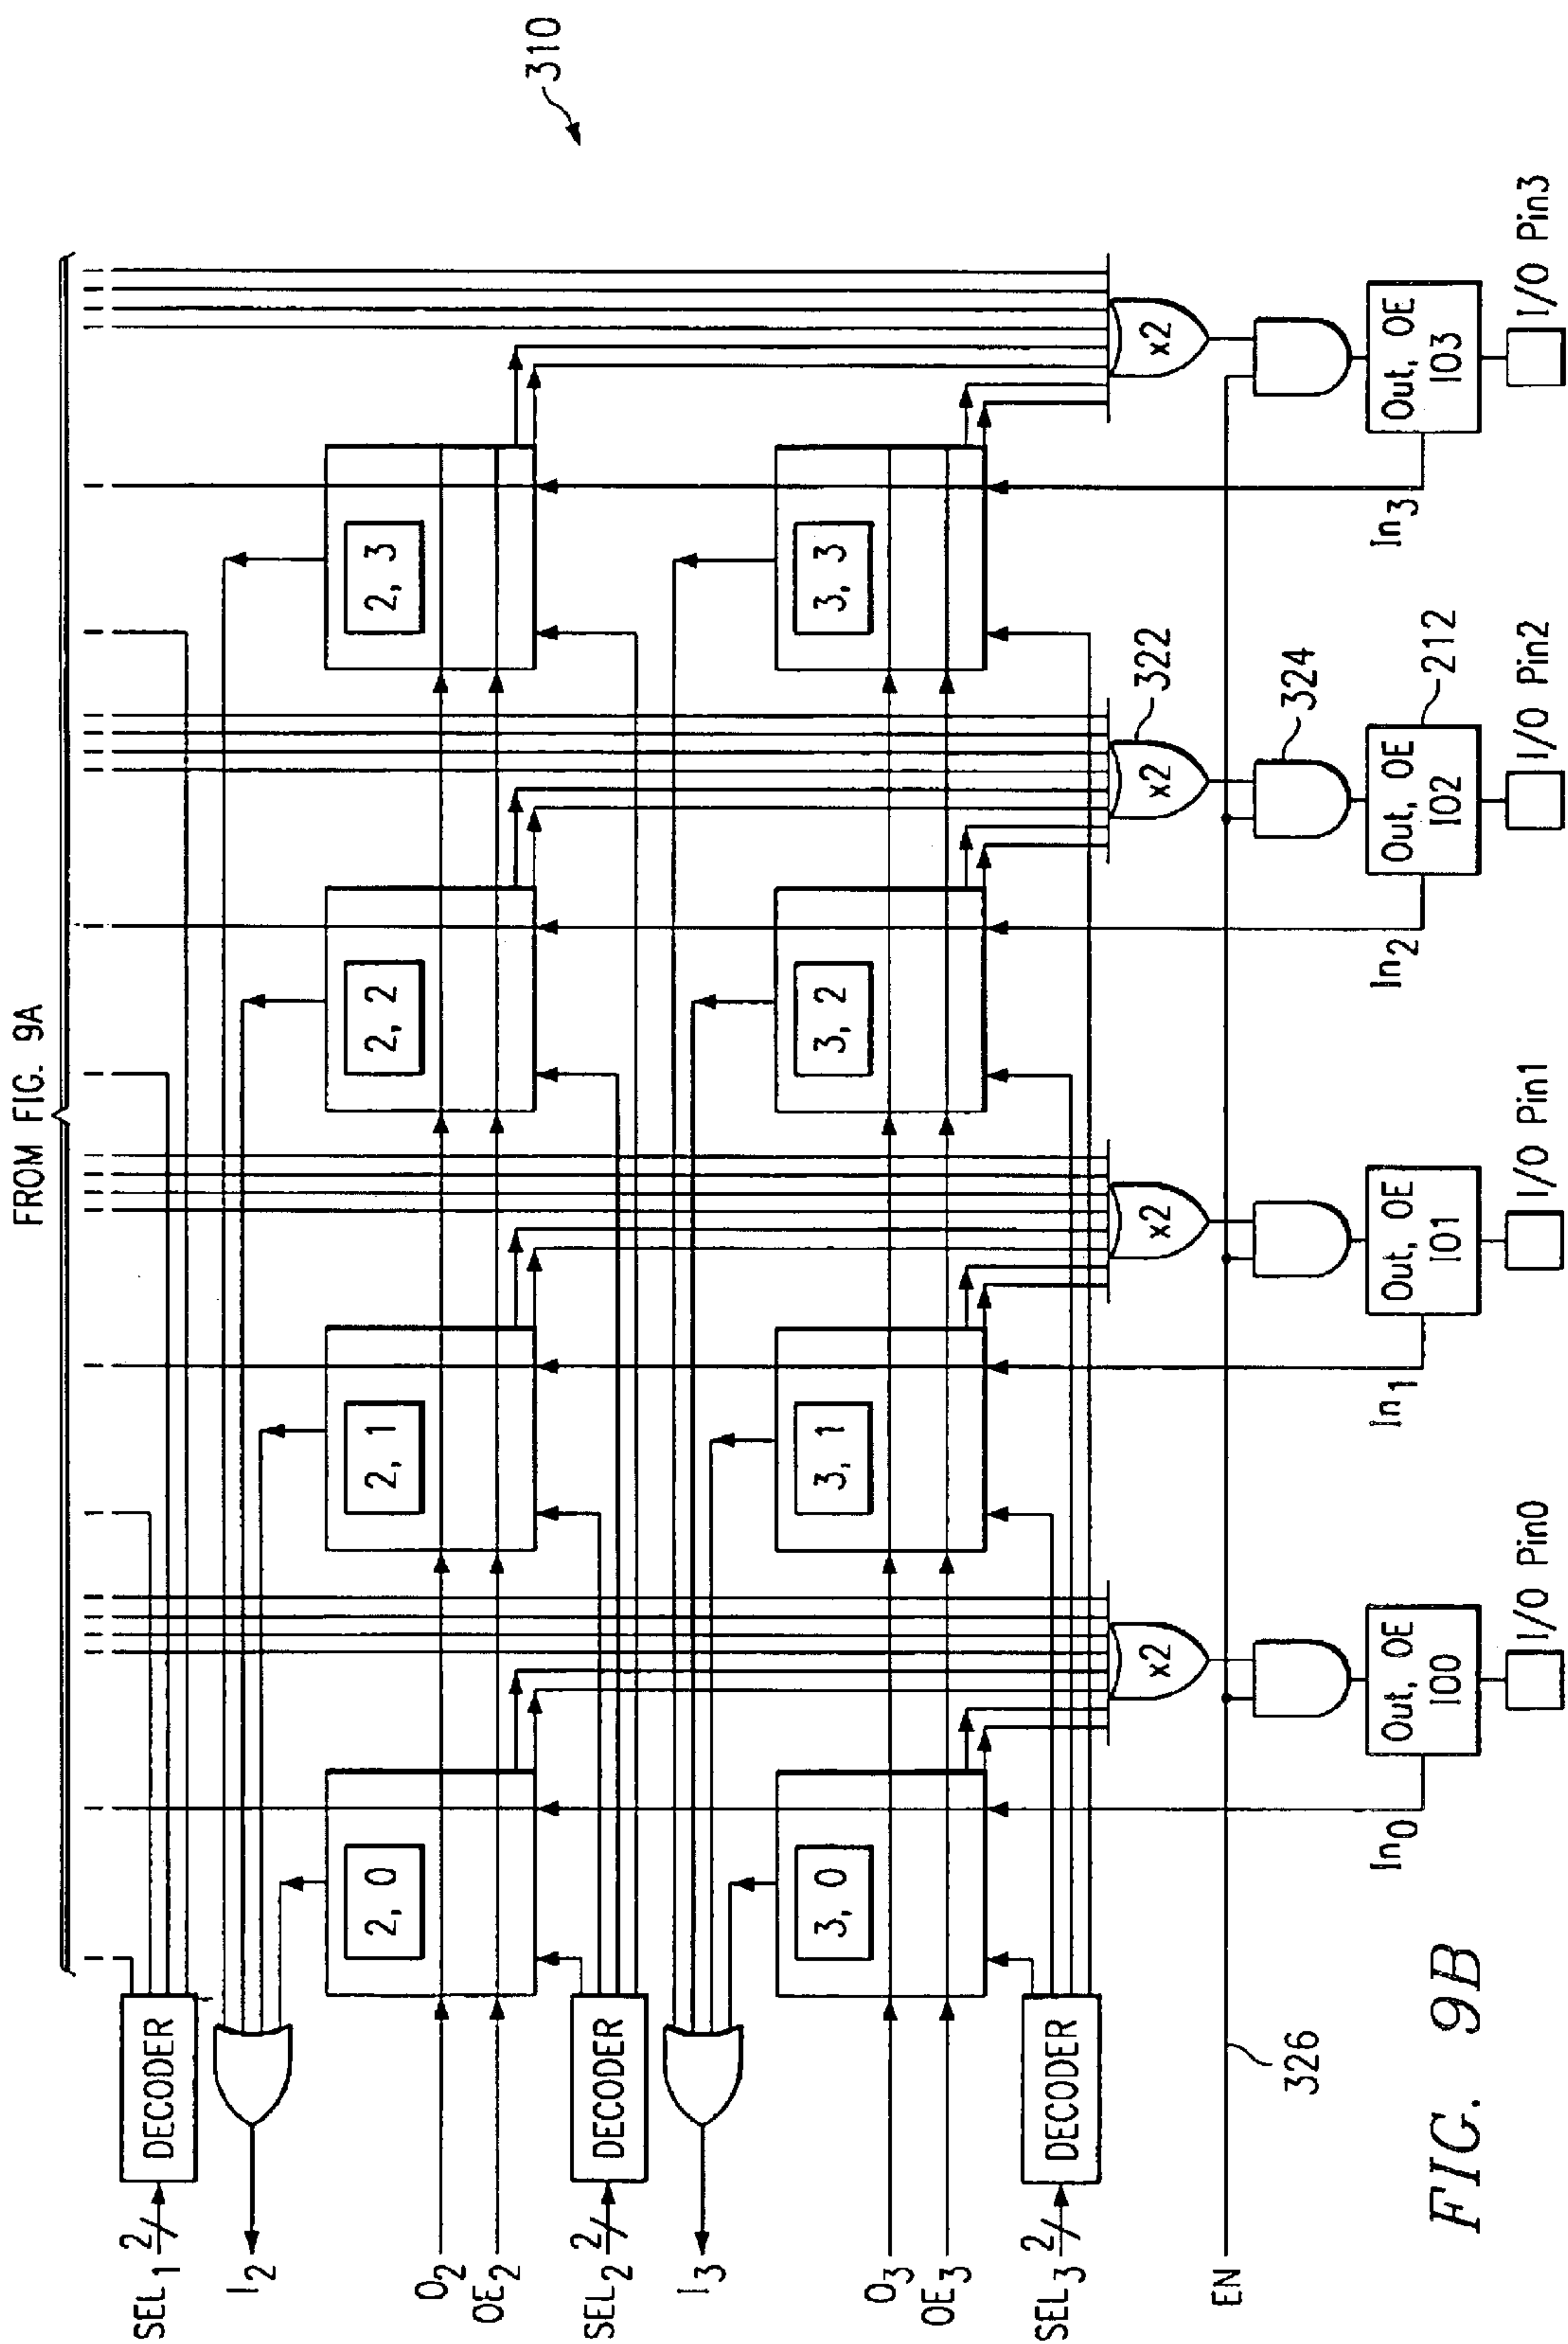 FROM FIG. 9A
310
SEL1
2
DECODER
I2
2, 0
2, 1
2, 2
2, 3
O2
OE2
SEL2
2
DECODER
I3
3, 0
3, 1
3, 2
3, 3
O3
OE3
SEL3
2
DECODER
x2
x2
x2
322
x2
EN
326
324
In0
Out, OE
IO0
In1
Out, OE
IO1
In2
Out, OE
IO2
212
In3
Out, OE
IO3
I/O Pin0
I/O Pin1
I/O Pin2
I/O Pin3
FIG. 9B